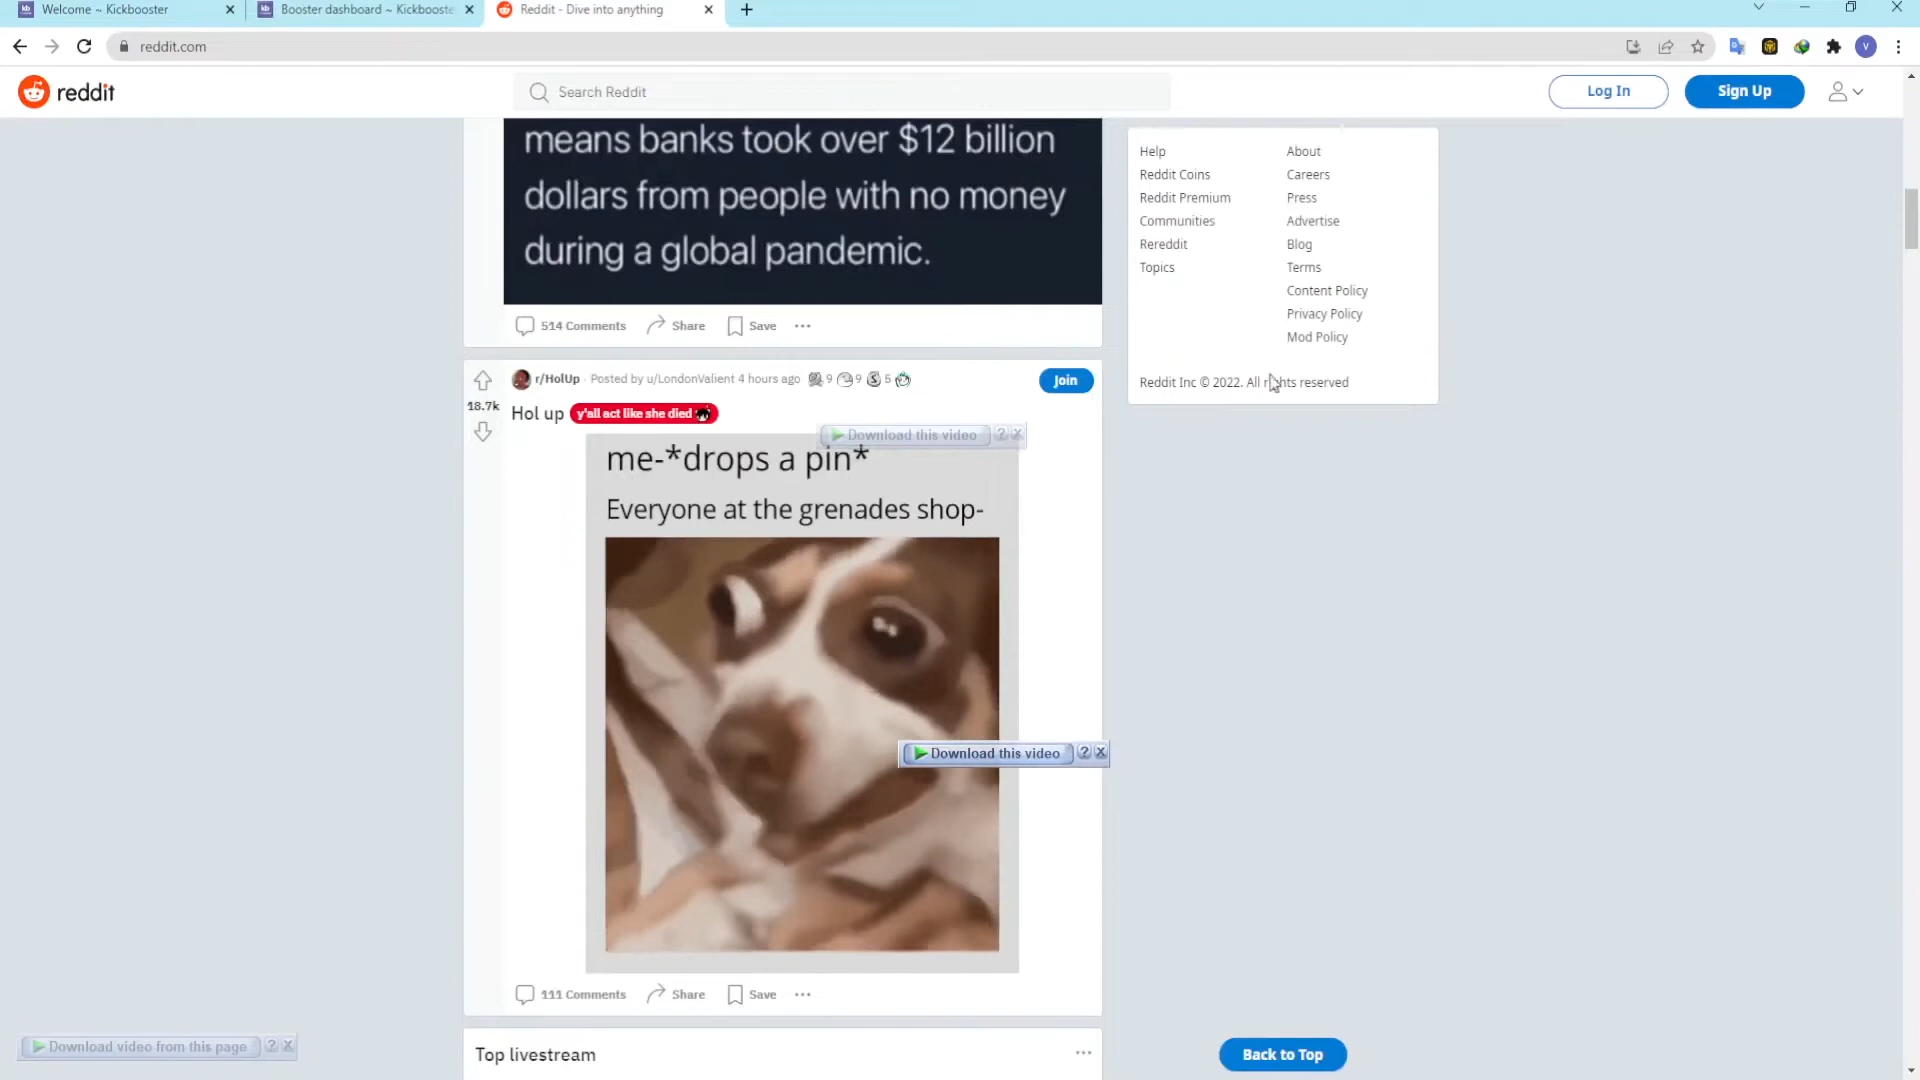 Welcome ~ Kickbooster
Booster dashboard ~ Kickbooste
Reddit - Dive into anything
reddit.com
V
reddit
Search Reddit
Log In
Sign Up
means banks took over $12 billion
dollars from people with no money
during a global pandemic.
514 Comments
Share
Save
Help
About
Reddit Coins
Careers
Reddit Premium
Press
Communities
Advertise
Rereddit
Blog
Topics
Terms
Content Policy
Privacy Policy
Mod Policy
Reddit Inc © 2022. All rights reserved
r/HolUp · Posted by u/LondonValient 4 hours ago 9 9 S 5
Join
18.7k
Hol up y'all act like she died
Download this video ? X
me-*drops a pin*
Everyone at the grenades shop-
Download this video ? X
111 Comments
Share
Save
Top livestream
Download video from this page ? X
Back to Top